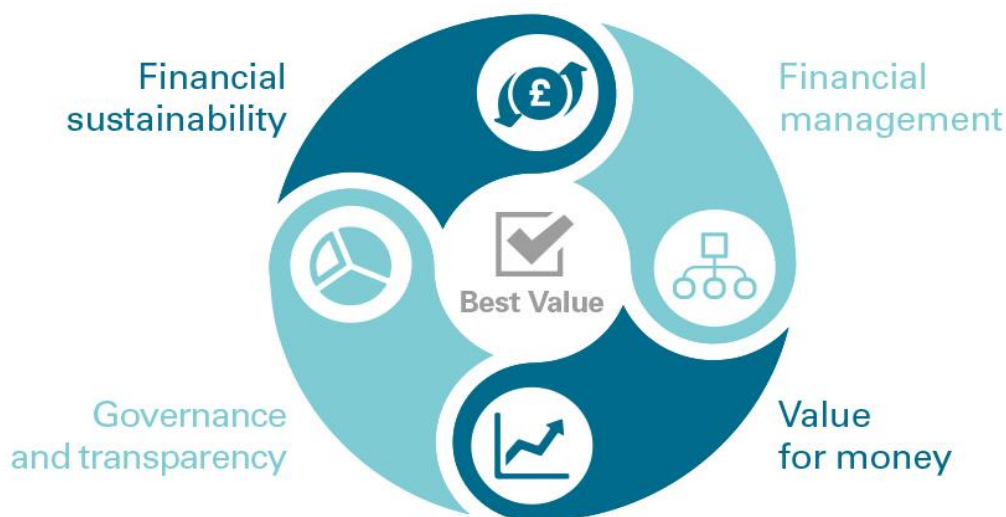 Financial
sustainability
£
Financial
management
Best Value
Governance
and transparency
Value
for money